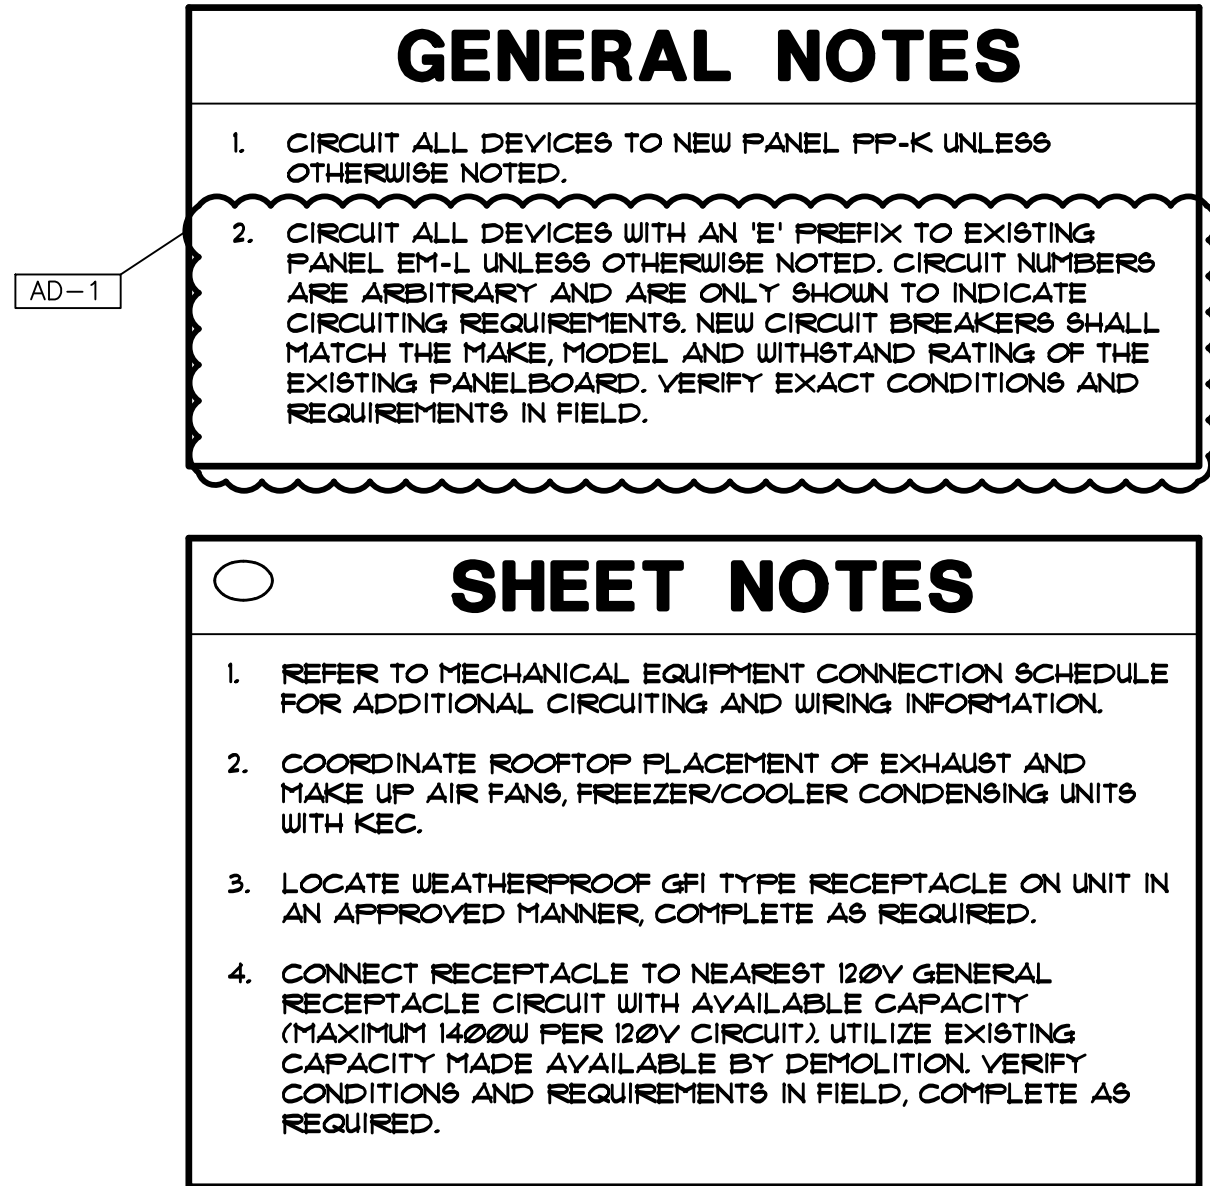 GENERAL NOTES
1. CIRCUIT ALL DEVICES TO NEW PANEL PP-K UNLESS
OTHERWISE NOTED.
2. CIRCUIT ALL DEVICES WITH AN 'E' PREFIX TO EXISTING
PANEL EM-L UNLESS OTHERWISE NOTED. CIRCUIT NUMBERS
ARE ARBITRARY AND ARE ONLY SHOWN TO INDICATE
CIRCUITING REQUIREMENTS. NEW CIRCUIT BREAKERS SHALL
MATCH THE MAKE, MODEL AND WITHSTAND RATING OF THE
EXISTING PANELBOARD. VERIFY EXACT CONDITIONS AND
REQUIREMENTS IN FIELD.
AD-1
SHEET NOTES
1. REFER TO MECHANICAL EQUIPMENT CONNECTION SCHEDULE
FOR ADDITIONAL CIRCUITING AND WIRING INFORMATION.
2. COORDINATE ROOFTOP PLACEMENT OF EXHAUST AND
MAKE UP AIR FANS, FREEZER/COOLER CONDENSING UNITS
WITH KEC.
3. LOCATE WEATHERPROOF GFI TYPE RECEPTACLE ON UNIT IN
AN APPROVED MANNER, COMPLETE AS REQUIRED.
4. CONNECT RECEPTACLE TO NEAREST 120V GENERAL
RECEPTACLE CIRCUIT WITH AVAILABLE CAPACITY
(MAXIMUM 1400W PER 120V CIRCUIT). UTILIZE EXISTING
CAPACITY MADE AVAILABLE BY DEMOLITION. VERIFY
CONDITIONS AND REQUIREMENTS IN FIELD, COMPLETE AS
REQUIRED.